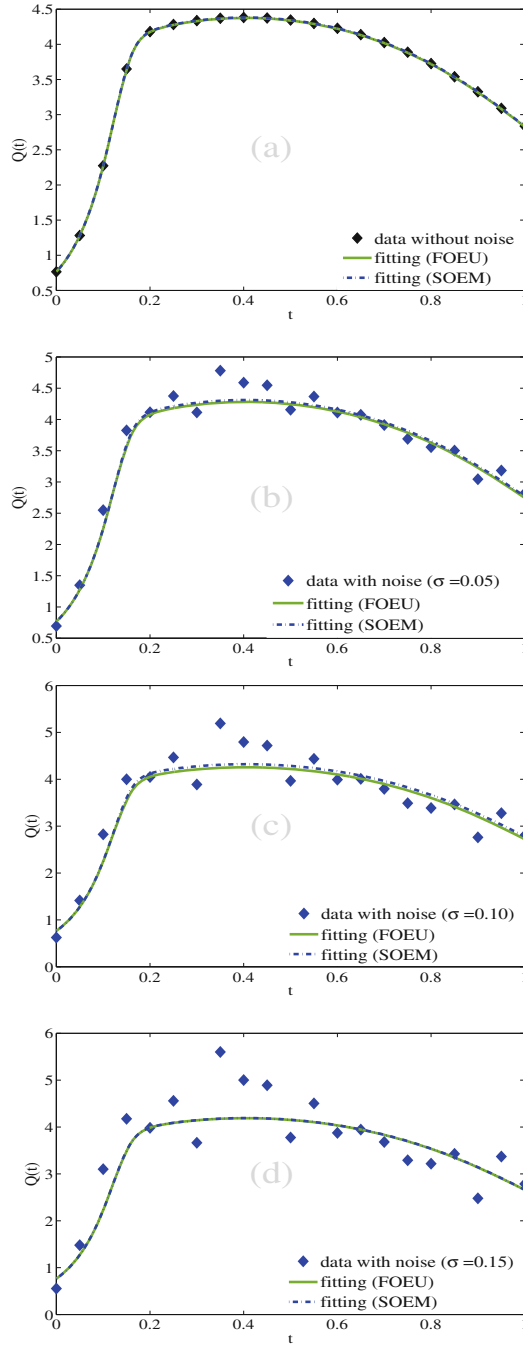 4.5
4
3.5
3
2.5
2
1.5
1
0.5
Q(t)
(a)
data without noise
fitting (FOEU)
fitting (SOEM)
0 0.2 0.4 0.6 0.8 1
t
5
4.5
4
3.5
3
2.5
2
1.5
1
0.5
Q(t)
(b)
data with noise (σ =0.05)
fitting (FOEU)
fitting (SOEM)
0 0.2 0.4 0.6 0.8
t
6
5
4
3
2
1
0
Q(t)
(c)
data with noise (σ =0.10)
fitting (FOEU)
fitting (SOEM)
0 0.2 0.4 0.6 0.8 1
t
6
5
4
3
2
1
0
Q(t)
(d)
data with noise (σ =0.15)
fitting (FOEU)
fitting (SOEM)
0 0.2 0.4 0.6 0.8
t